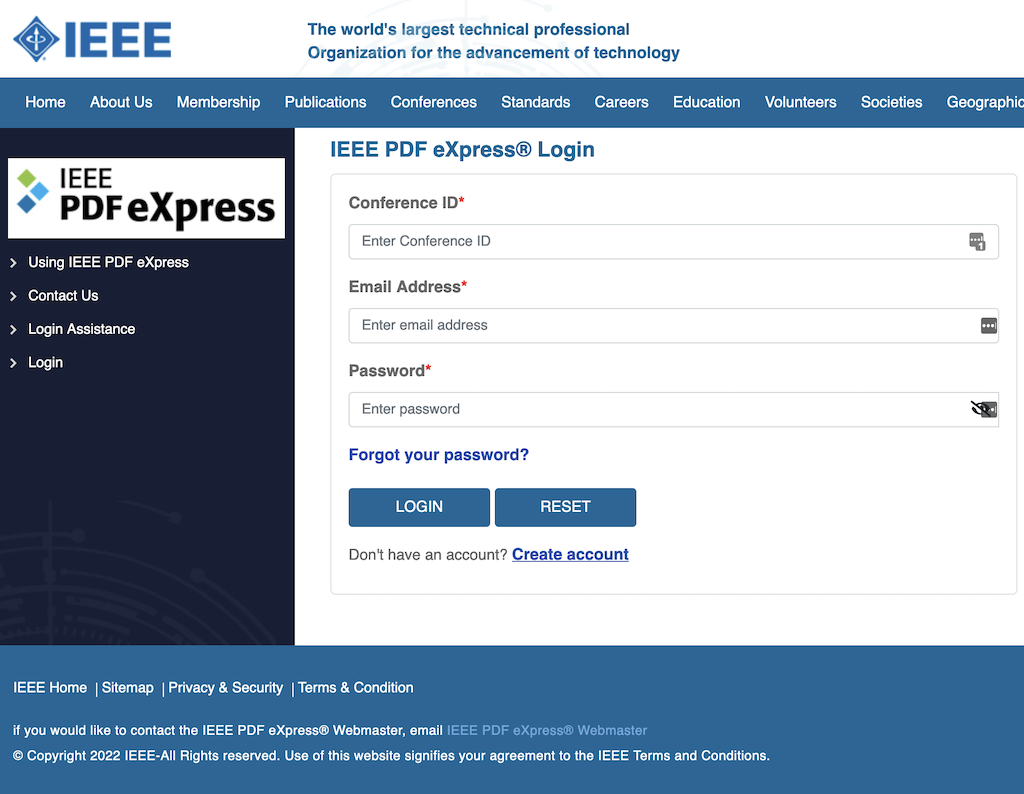 IEEE
The world's largest technical professional
Organization for the advancement of technology
Home About Us Membership Publications Conferences Standards Careers Education Volunteers Societies Geographic
IEEE
PDF eXpress
Using IEEE PDF eXpress
Contact Us
Login Assistance
Login
IEEE PDF eXpress® Login
Conference ID*
Enter Conference ID
1
Email Address*
Enter email address
Password*
Enter password
Forgot your password?
LOGIN RESET
Don't have an account? Create account
IEEE Home | Sitemap | Privacy & Security | Terms & Condition
if you would like to contact the IEEE PDF eXpress® Webmaster, email IEEE PDF eXpress® Webmaster
© Copyright 2022 IEEE-All Rights reserved. Use of this website signifies your agreement to the IEEE Terms and Conditions.